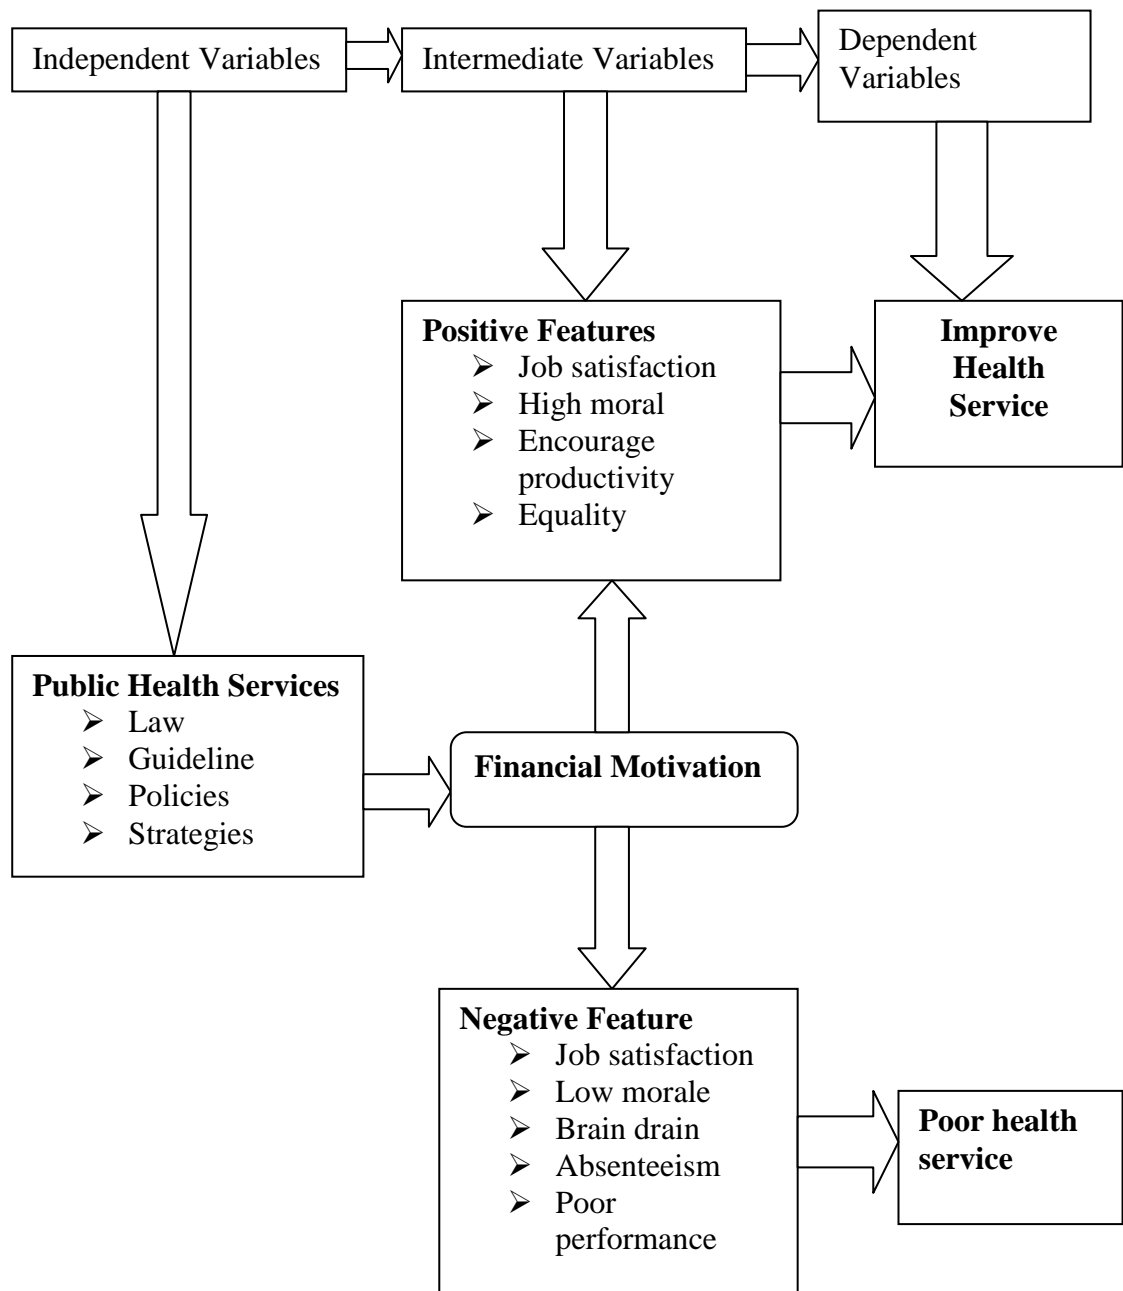 Independent Variables
Intermediate Variables
Dependent
Variables
Positive Features
➢ Job satisfaction
➢ High moral
➢ Encourage
productivity
➢ Equality
Improve
Health
Service
Public Health Services
➢ Law
➢ Guideline
➢ Policies
➢ Strategies
Financial Motivation
Negative Feature
➢ Job satisfaction
➢ Low morale
➢ Brain drain
➢ Absenteeism
➢ Poor
performance
Poor health
service